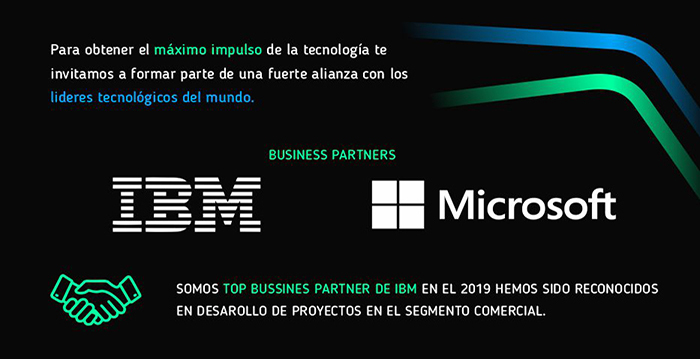 Para obtener el máximo impulso de la tecnología te
invitamos a formar parte de una fuerte alianza con los
lideres tecnológicos del mundo.
BUSINESS PARTNERS
IBM
Microsoft
SOMOS TOP BUSSINES PARTNER DE IBM EN EL 2019 HEMOS SIDO RECONOCIDOS
EN DESAROLLO DE PROYECTOS EN EL SEGMENTO COMERCIAL.